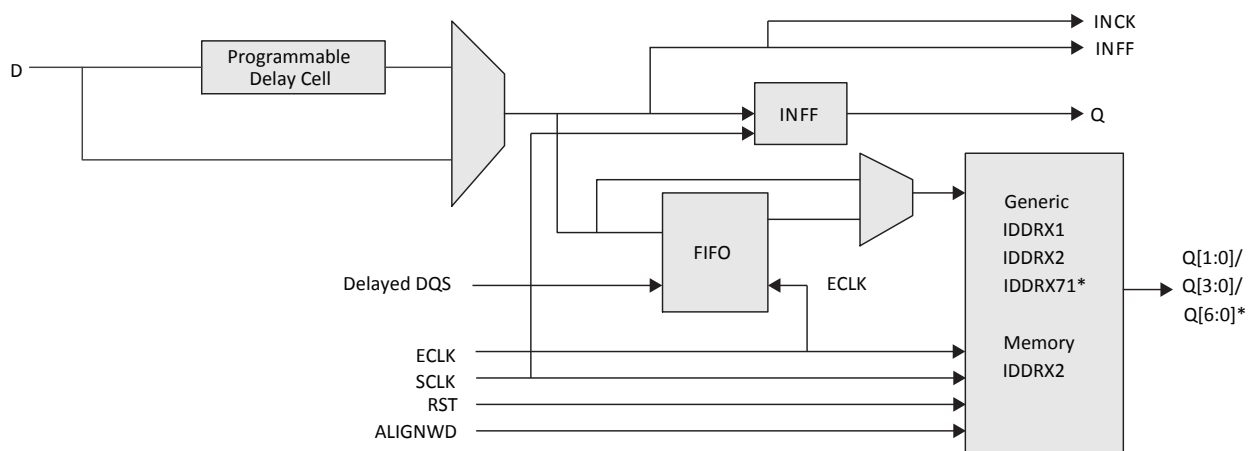 INCK
INFF
D
Programmable
Delay Cell
INFF
Q
FIFO
Delayed DQS
ECLK
Generic
IDDRX1
IDDRX2
IDDRX71*
Memory
IDDRX2
Q[1:0]/
Q[3:0]/
Q[6:0]*
ECLK
SCLK
RST
ALIGNWD